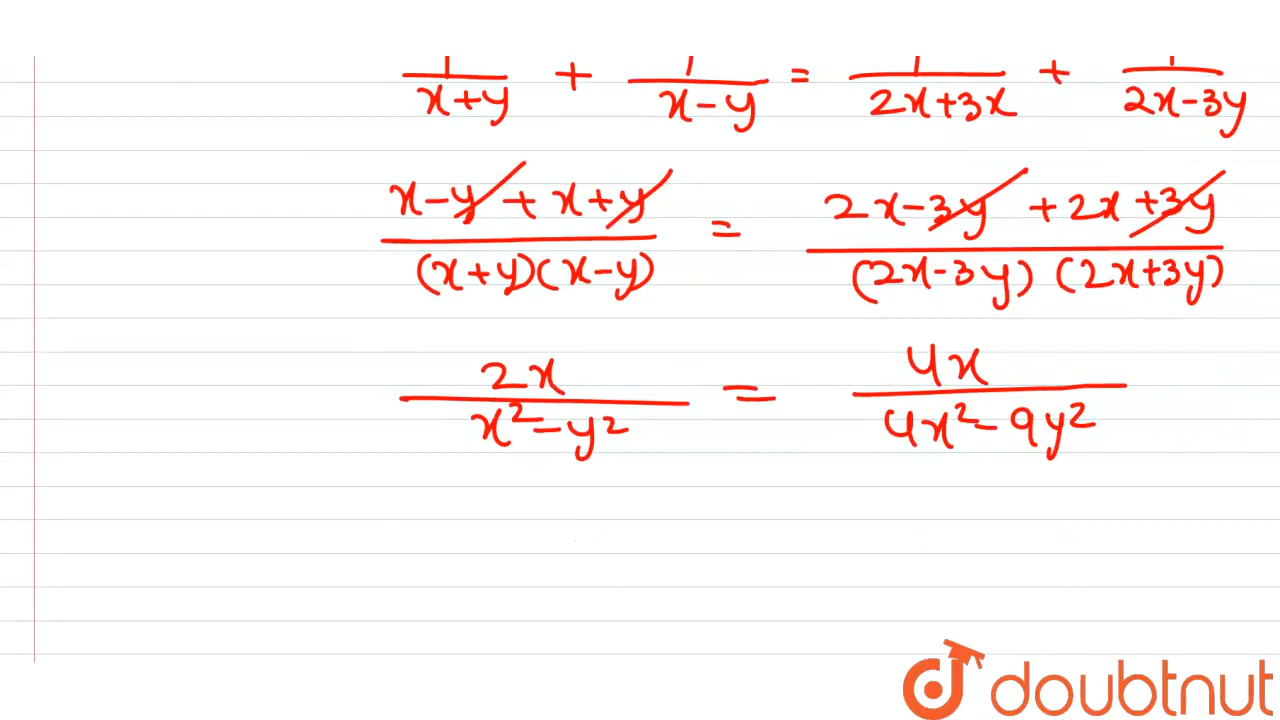 1/(x+y) + 1/(x-y) = 1/(2x+3x) + 1/(2x-3y)
(x-y+x+y)/((x+y)(x-y)) = (2x-3y+2x+3y)/((2x-3y)(2x+3y))
2x/(x²-y²) = 4x/(4x²-9y²)
doubtnut